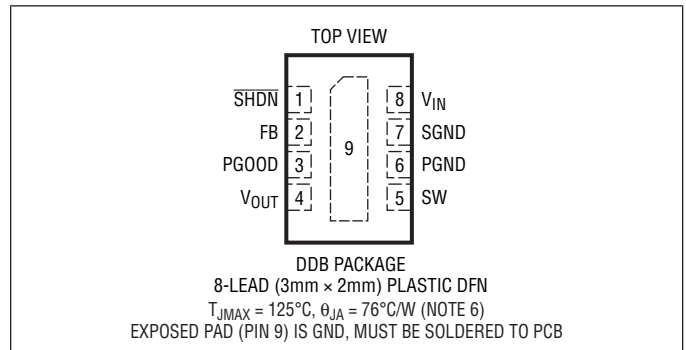 TOP VIEW
SHDN 1 8 VIN
FB 2 7 SGND
9
PGOOD 3 6 PGND
VOUT 4 5 SW
DDB PACKAGE
8-LEAD (3mm × 2mm) PLASTIC DFN
TJMAX = 125°C, θJA = 76°C/W (NOTE 6)
EXPOSED PAD (PIN 9) IS GND, MUST BE SOLDERED TO PCB